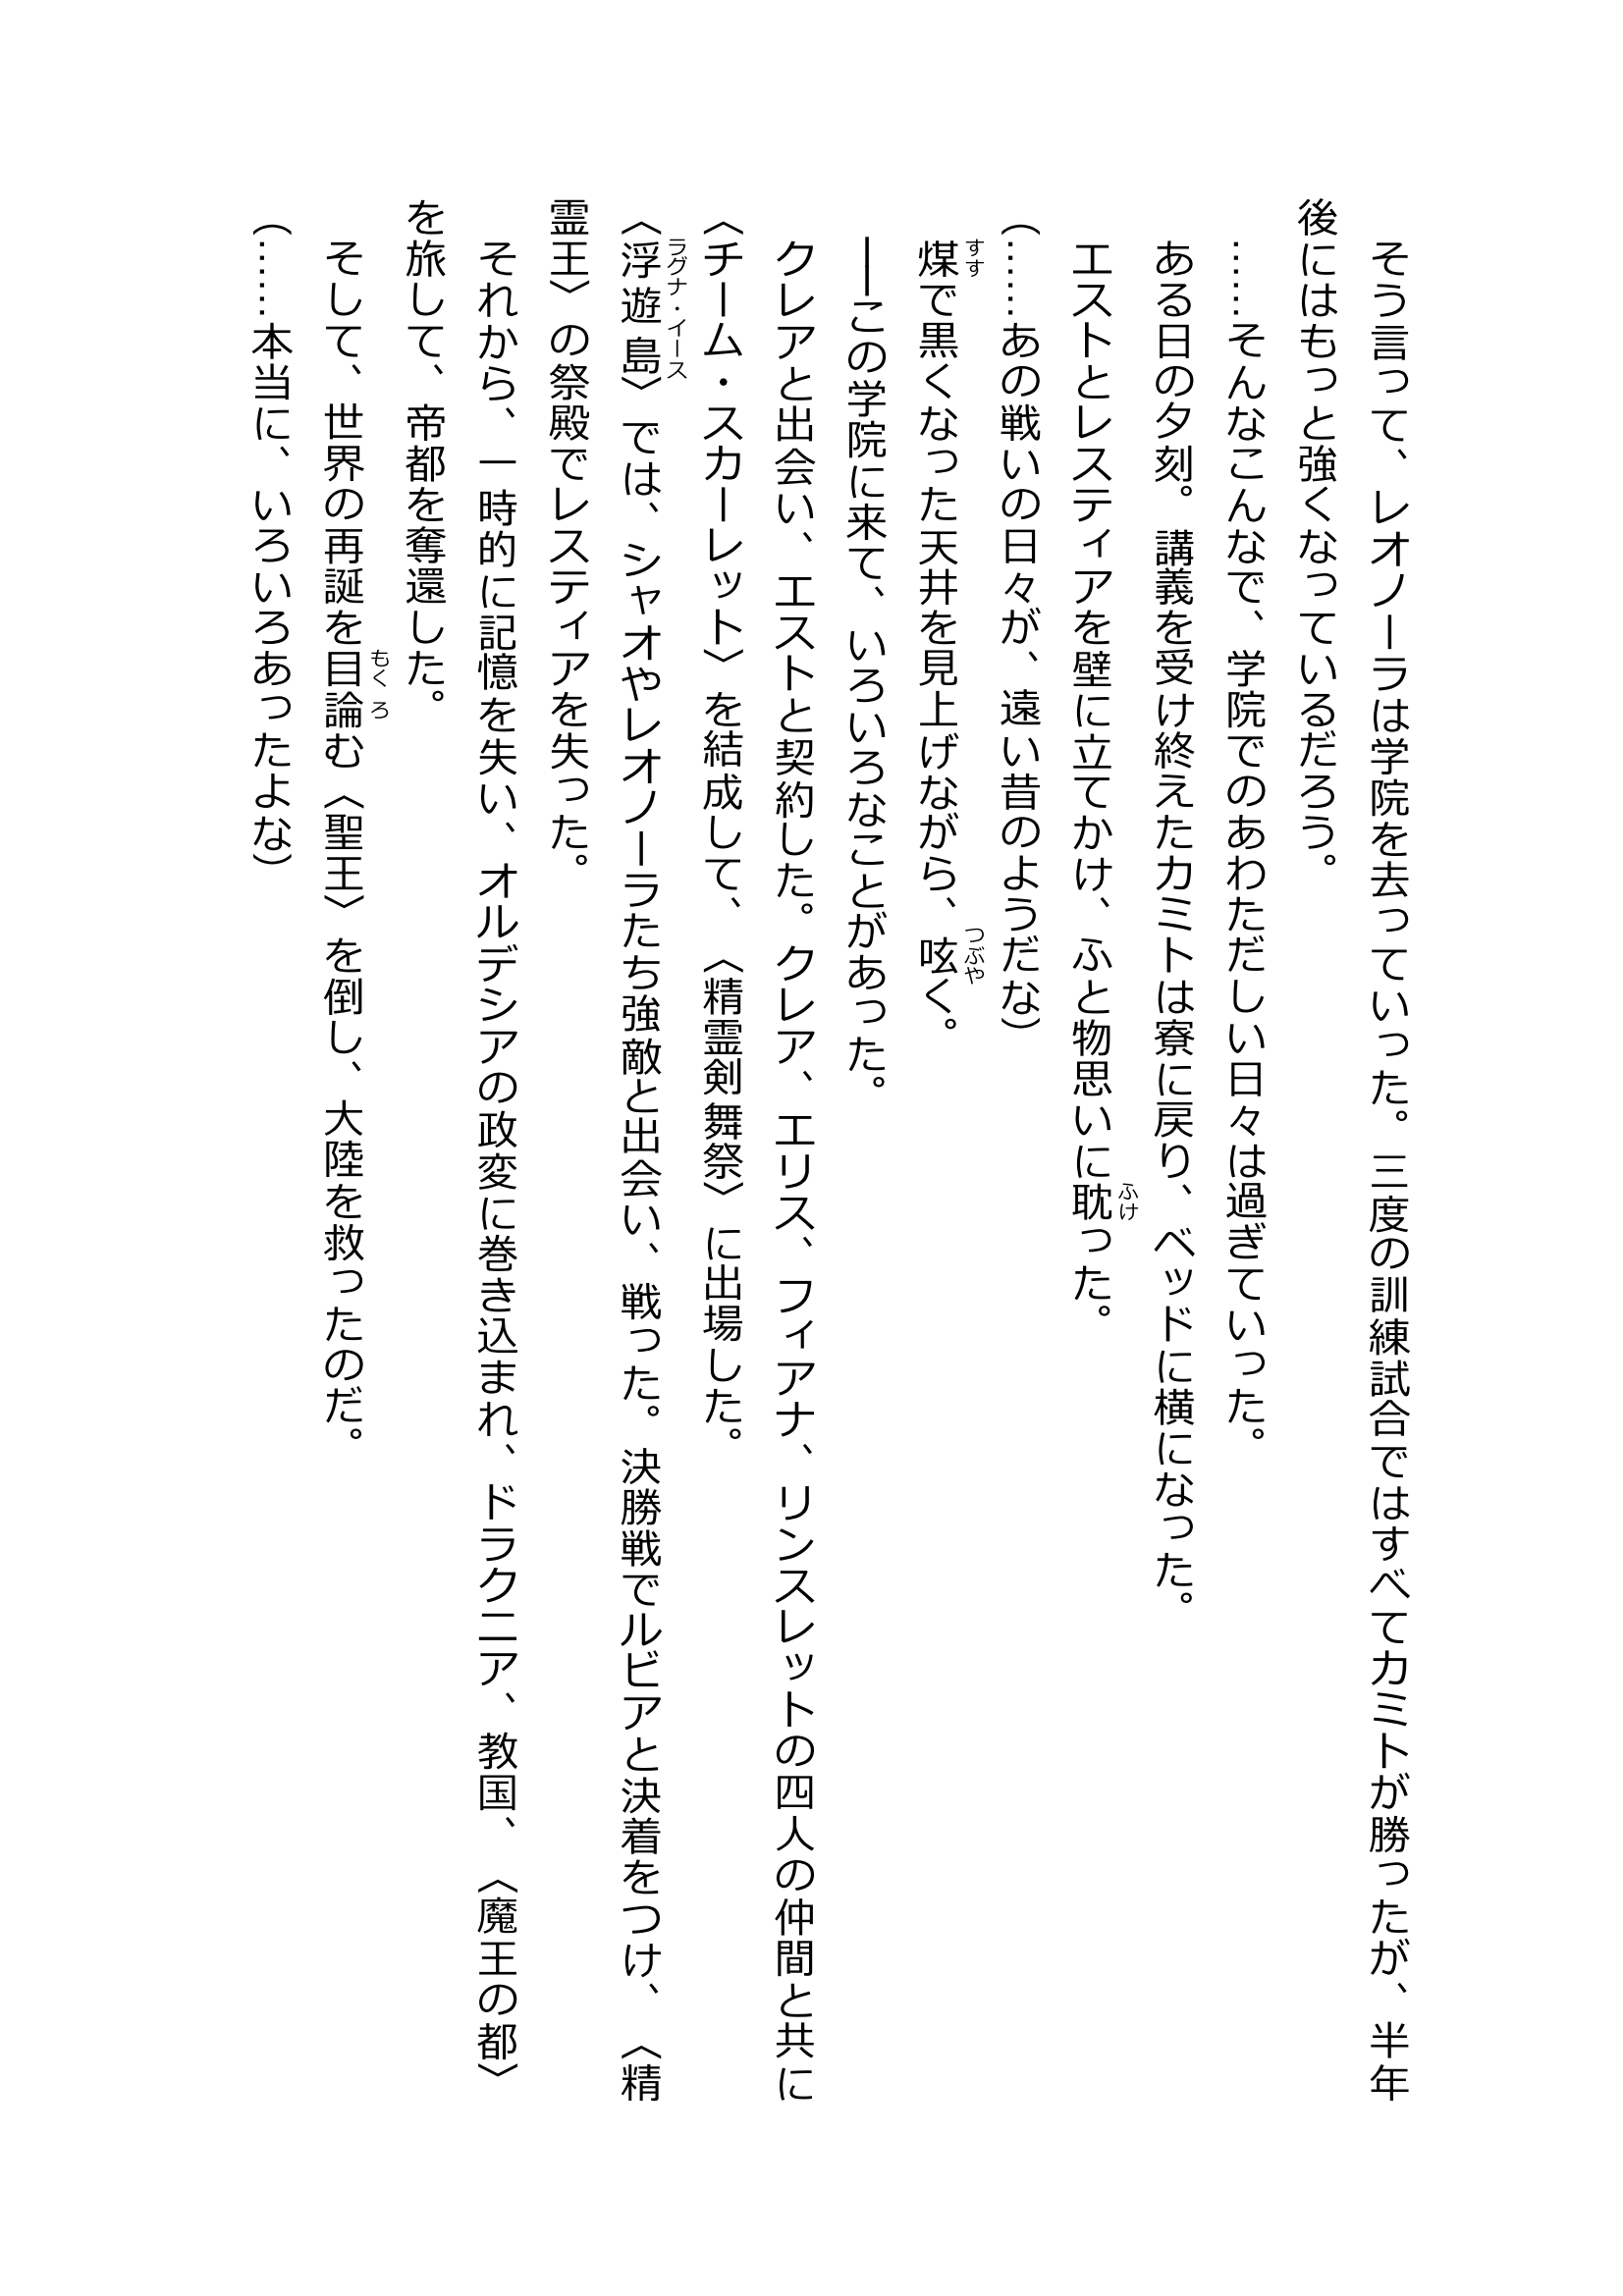 そう言って、レオノーラは学院を去っていった。三度の訓練試合ではすべてカミトが勝ったが、半年
後にはもっと強くなっているだろう。
……そんなこんなで、学院でのあわただしい日々は過ぎていった。
ある日の夕刻。講義を受け終えたカミトは寮に戻り、ベッドに横になった。
エストとレスティアを壁に立てかけ、ふと物思いに耽った。
ふけ
(……あの戦いの日々が、遠い昔のようだな)
煤で黒くなった天井を見上げながら、呟く。
すす
つぶや
――この学院に来て、いろいろなことがあった。
クレアと出会い、エストと契約した。クレア、エリス、フィアナ、リンスレットの四人の仲間と共に
〈チーム・スカーレット〉を結成して、〈精霊剣舞祭〉に出場した。
〈浮遊島〉では、シャオやレオノーラたち強敵と出会い、戦った。決勝戦でルビアと決着をつけ、〈精
ラグナ・イース
霊王〉の祭殿でレスティアを失った。
それから、一時的に記憶を失い、オルデシアの政変に巻き込まれ、ドラクニア、教国、〈魔王の都〉
を旅して、帝都を奪還した。
そして、世界の再誕を目論む〈聖王〉を倒し、大陸を救ったのだ。
もくろ
(……本当に、いろいろあったよな)